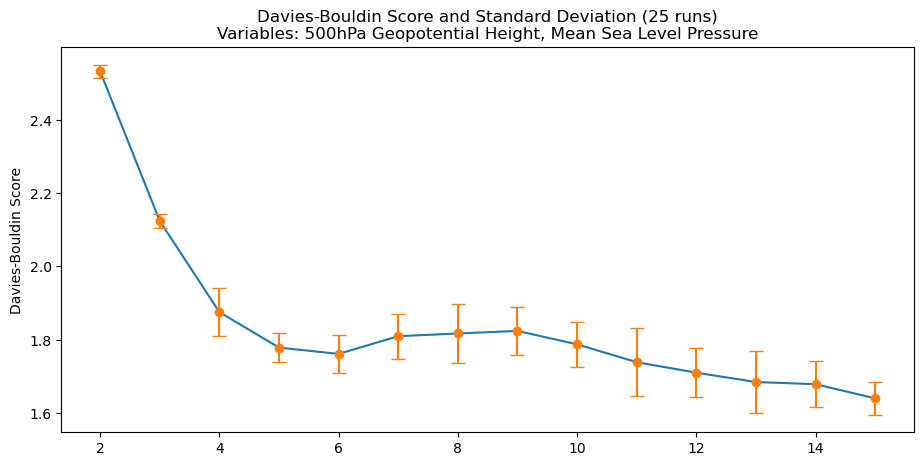 Davies-Bouldin Score and Standard Deviation (25 runs)
Variables: 500hPa Geopotential Height, Mean Sea Level Pressure
Davies-Bouldin Score
2.4
2.2
2.0
1.8
1.6
2 4 6 8 10 12 14